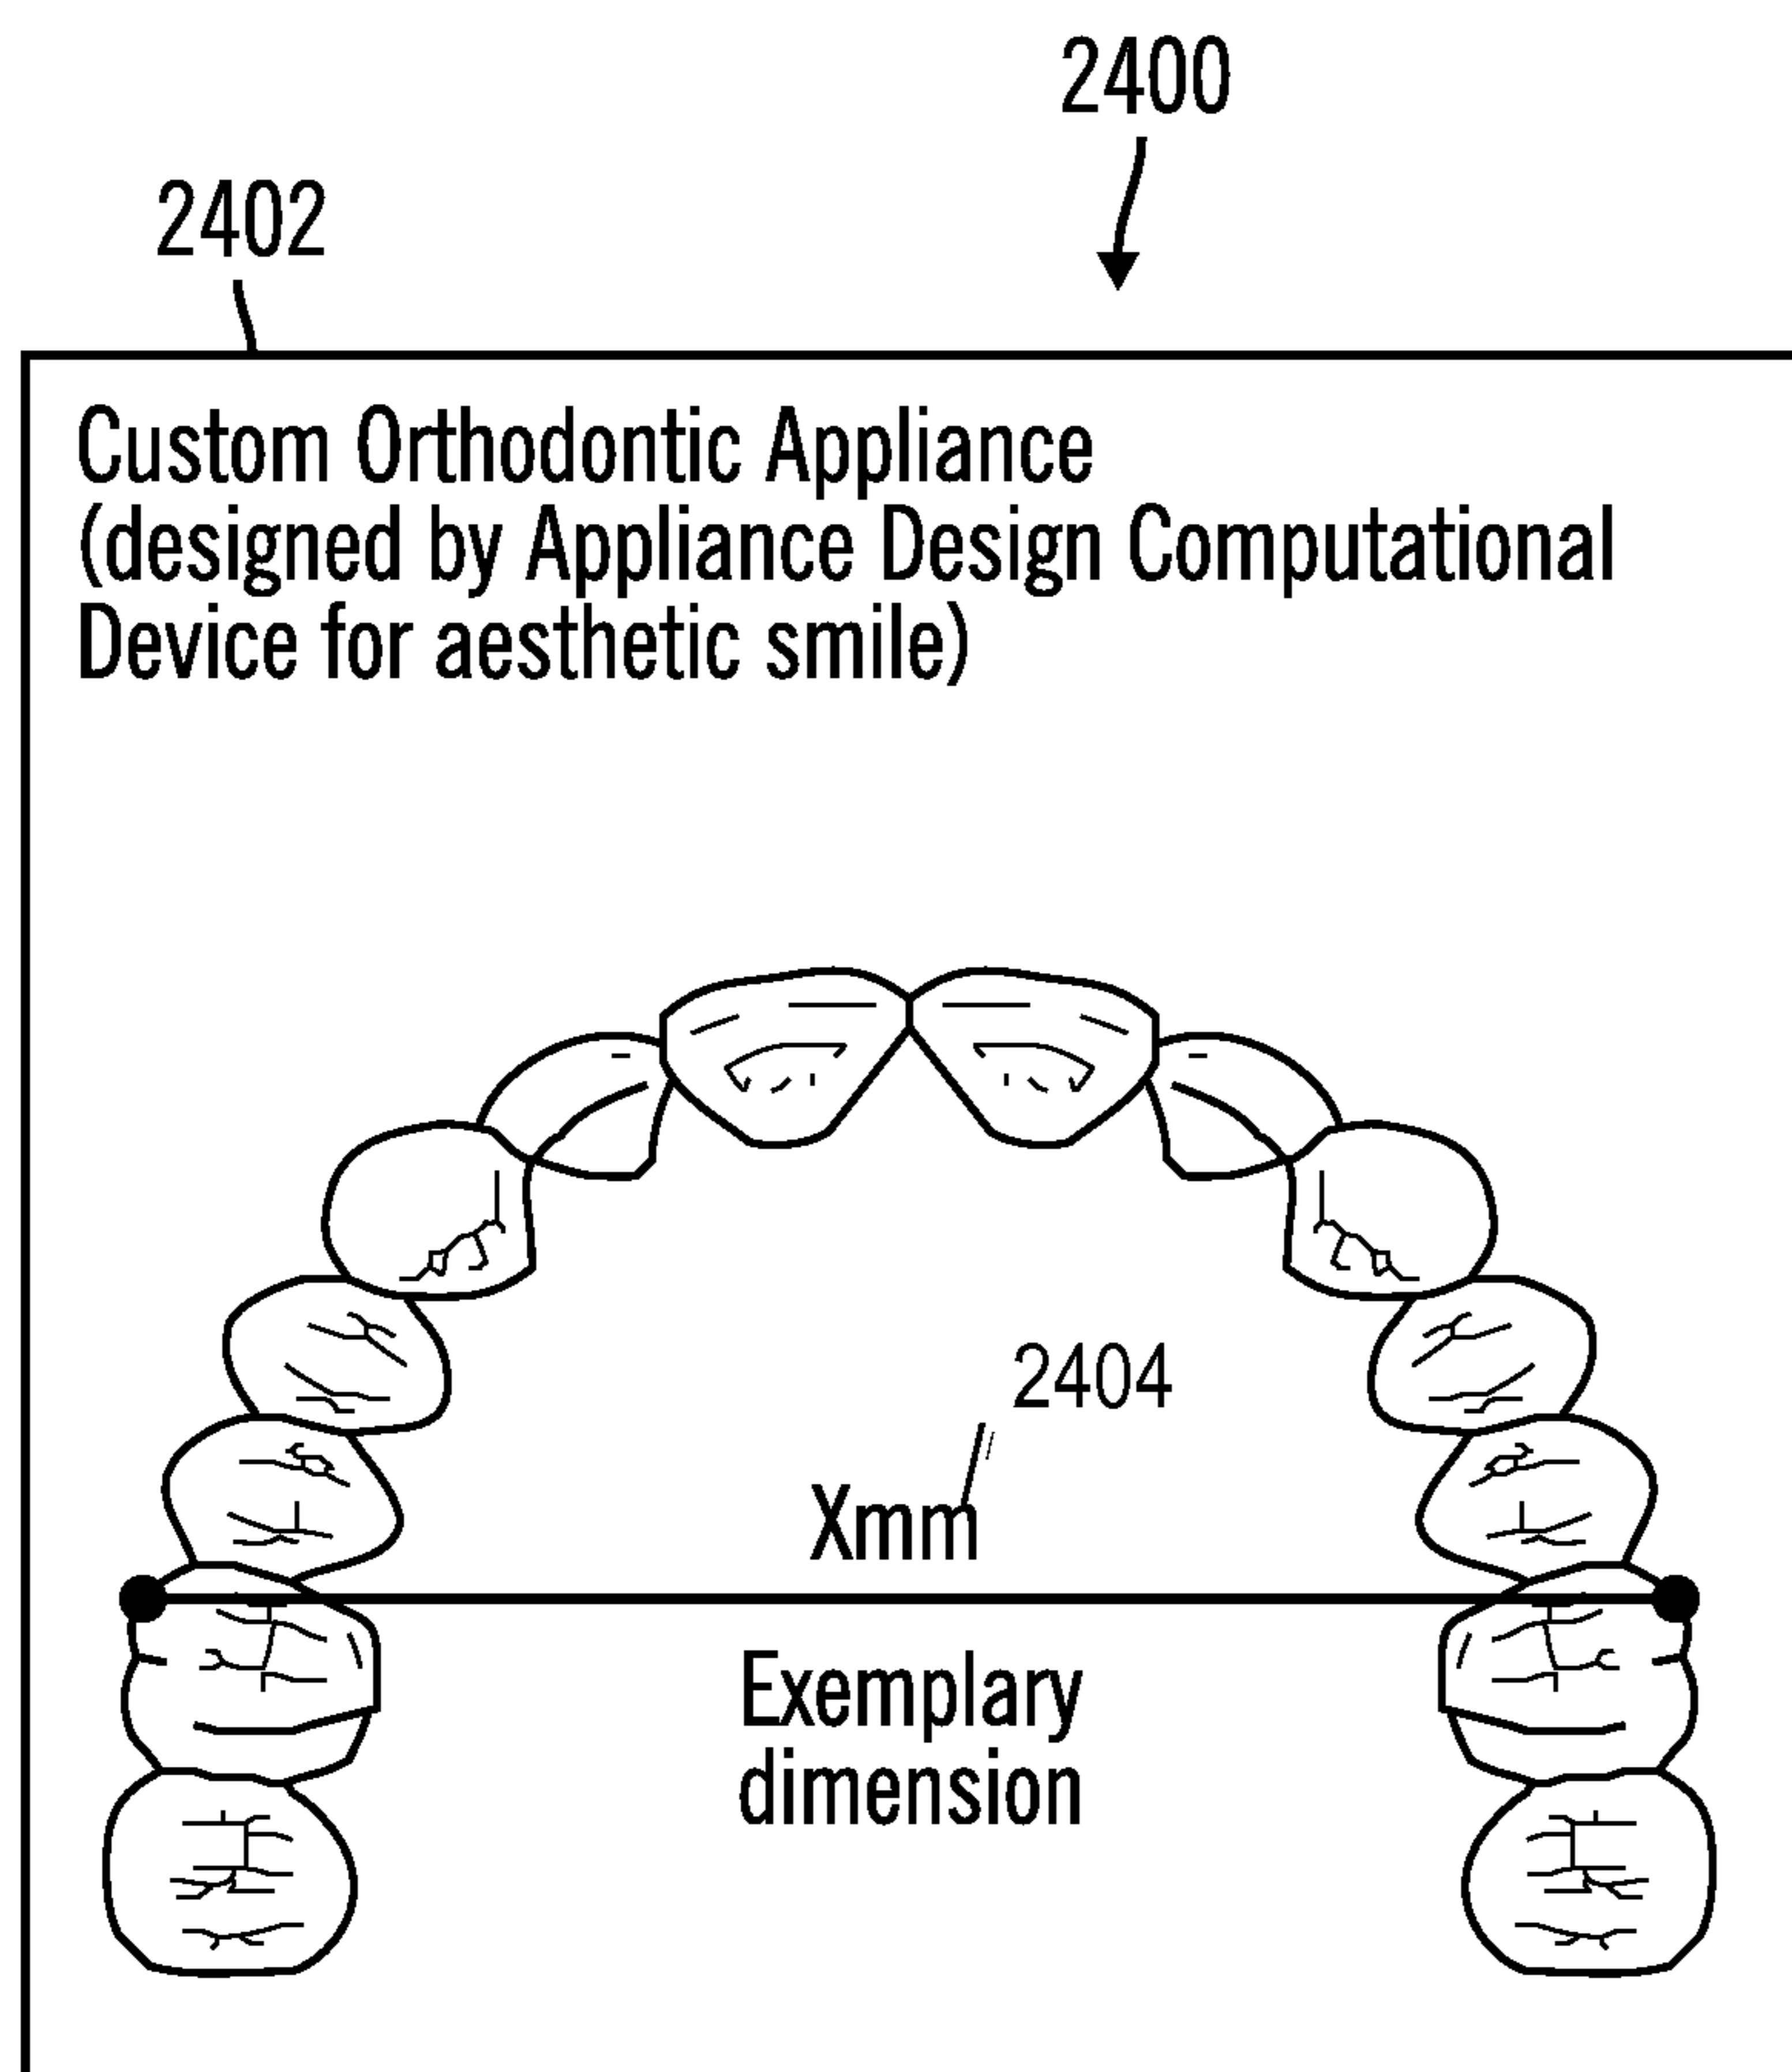 2400
2402
Custom Orthodontic Appliance
(designed by Appliance Design Computational
Device for aesthetic smile)
2404
Xmm
Exemplary
dimension